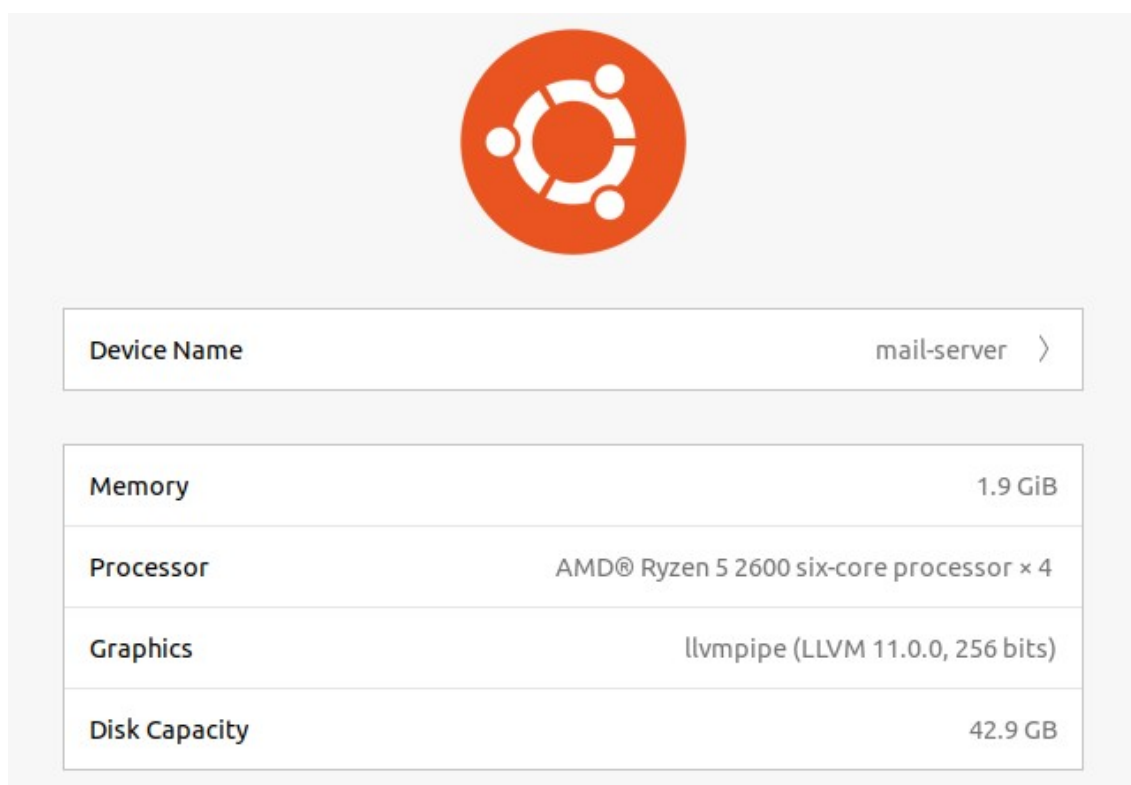 Device Name mail-server 〉
Memory 1.9 GiB
Processor AMD® Ryzen 5 2600 six-core processor × 4
Graphics llvmpipe (LLVM 11.0.0, 256 bits)
Disk Capacity 42.9 GB